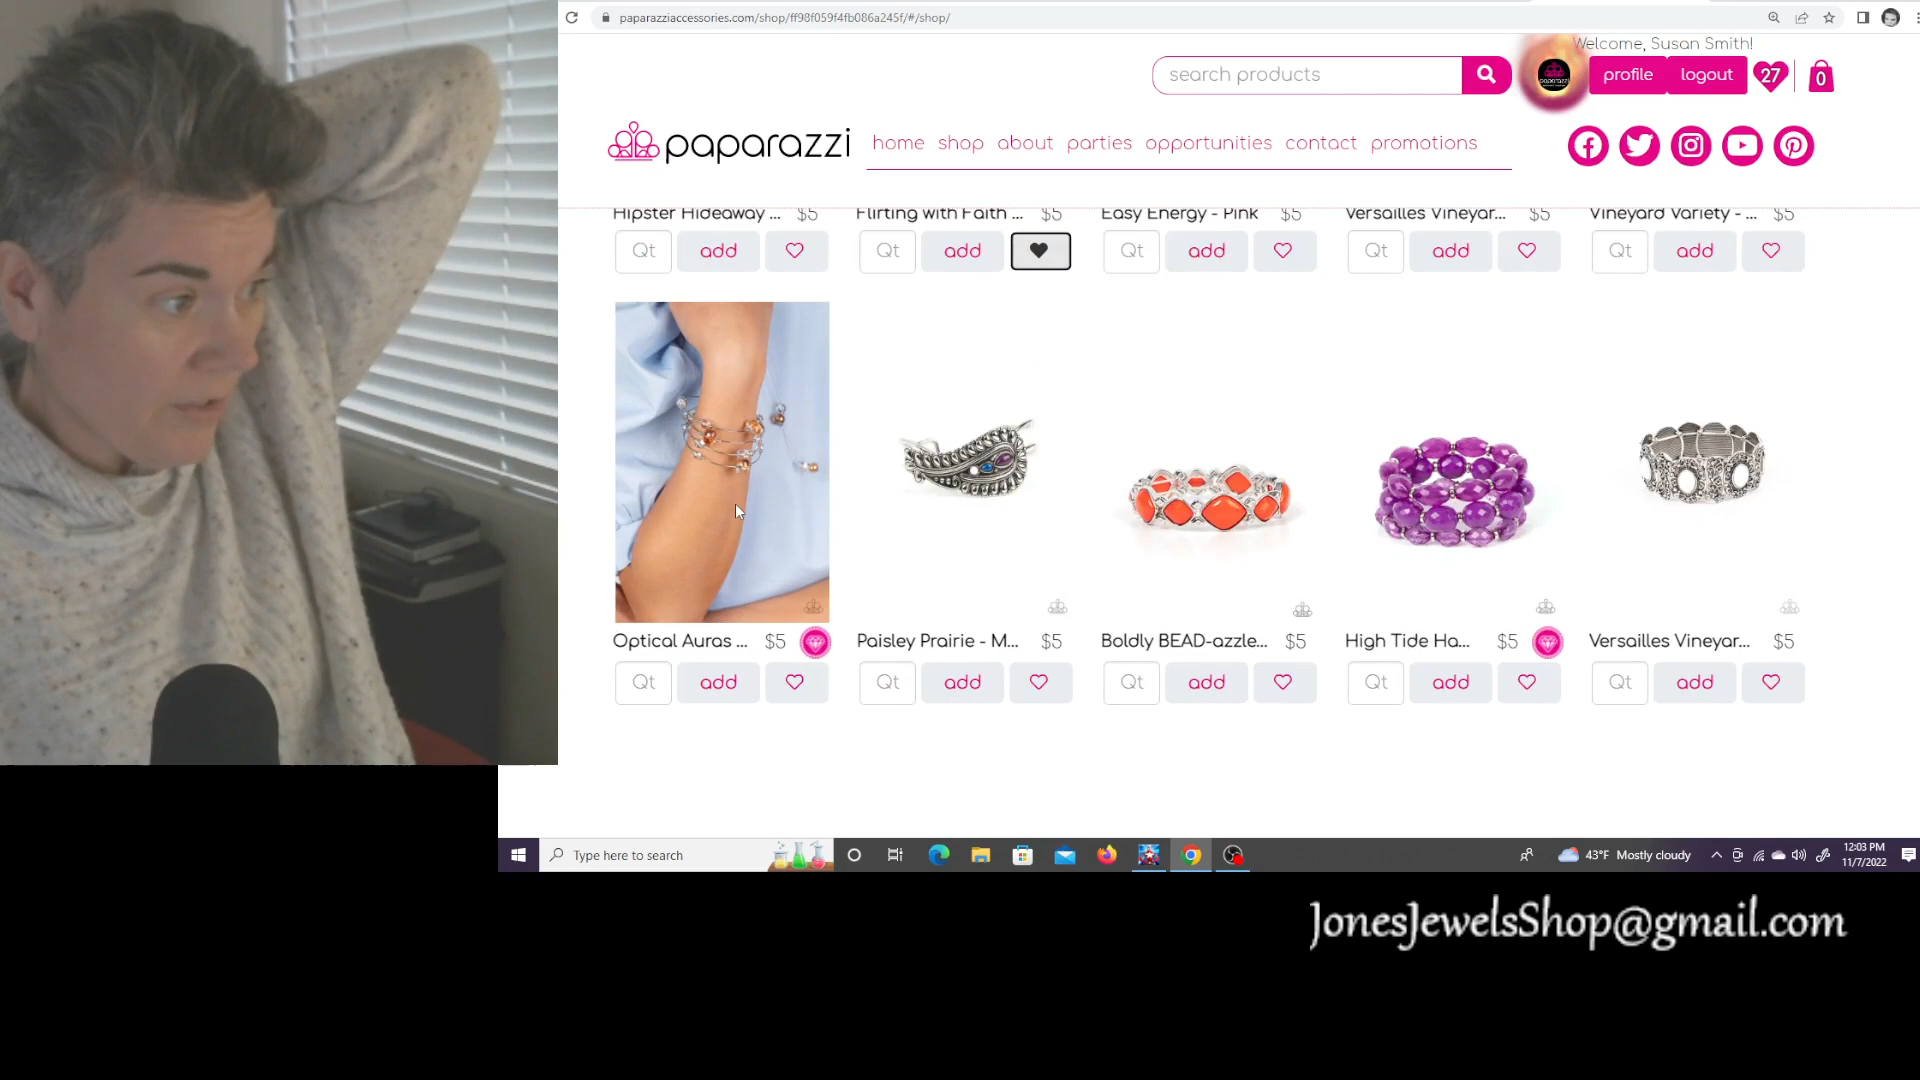 paparazziaccessories.com/shop/ff98f059f4fb086a245f/#/shop/
Welcome, Susan Smith!
search products
profile
logout
27
0
paparazzi
home shop about parties opportunities contact promotions
Hipster Hideaway ... $5
Flirting with Faith ... $5
Easy Energy - Pink $5
Versailles Vineyar... $5
Vineyard Variety - ... $5
Qt add
Qt add
Qt add
Qt add
Qt add
Optical Auras ... $5
Paisley Prairie - M... $5
Boldly BEAD-azzle... $5
High Tide Ha... $5
Versailles Vineyar... $5
Qt add
Qt add
Qt add
Qt add
Qt add
Type here to search
43°F Mostly cloudy
12:03 PM
11/7/2022
JonesJewelsShop@gmail.com